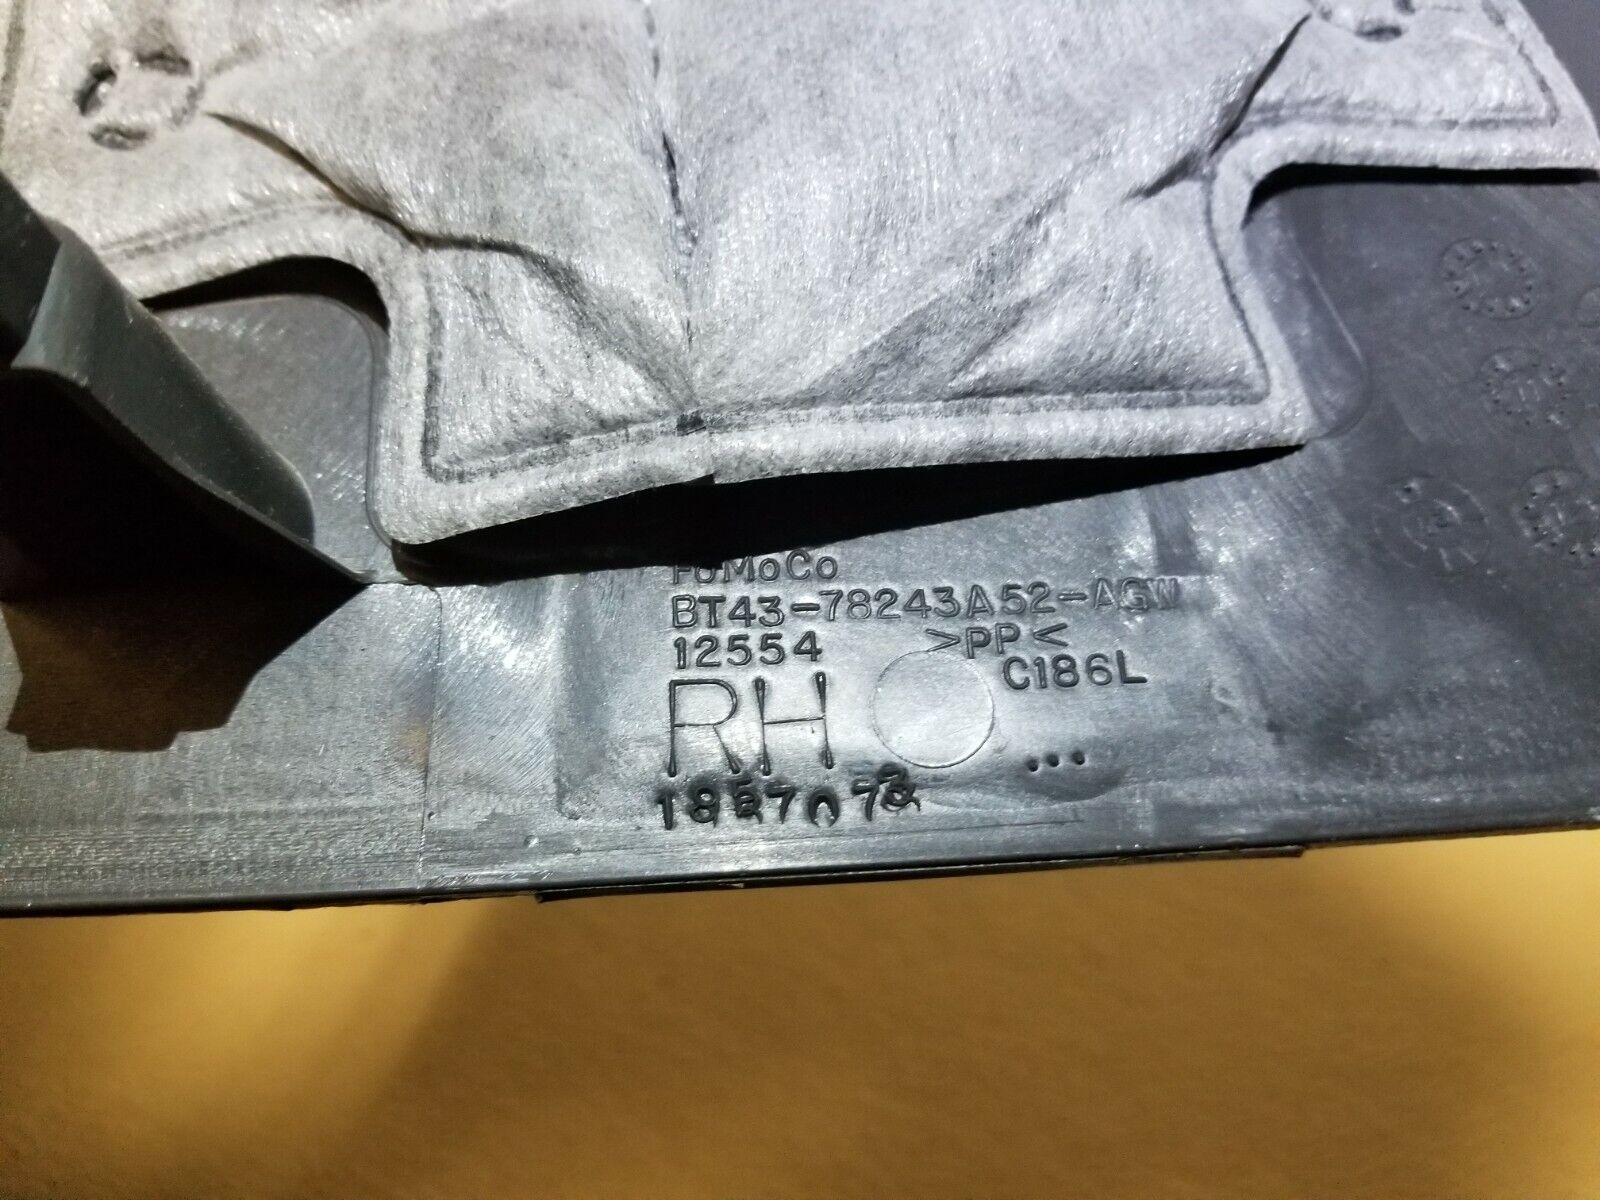 FoMoCo
BT43-78243A52-AGW
12554 >PP<
C186L
RH